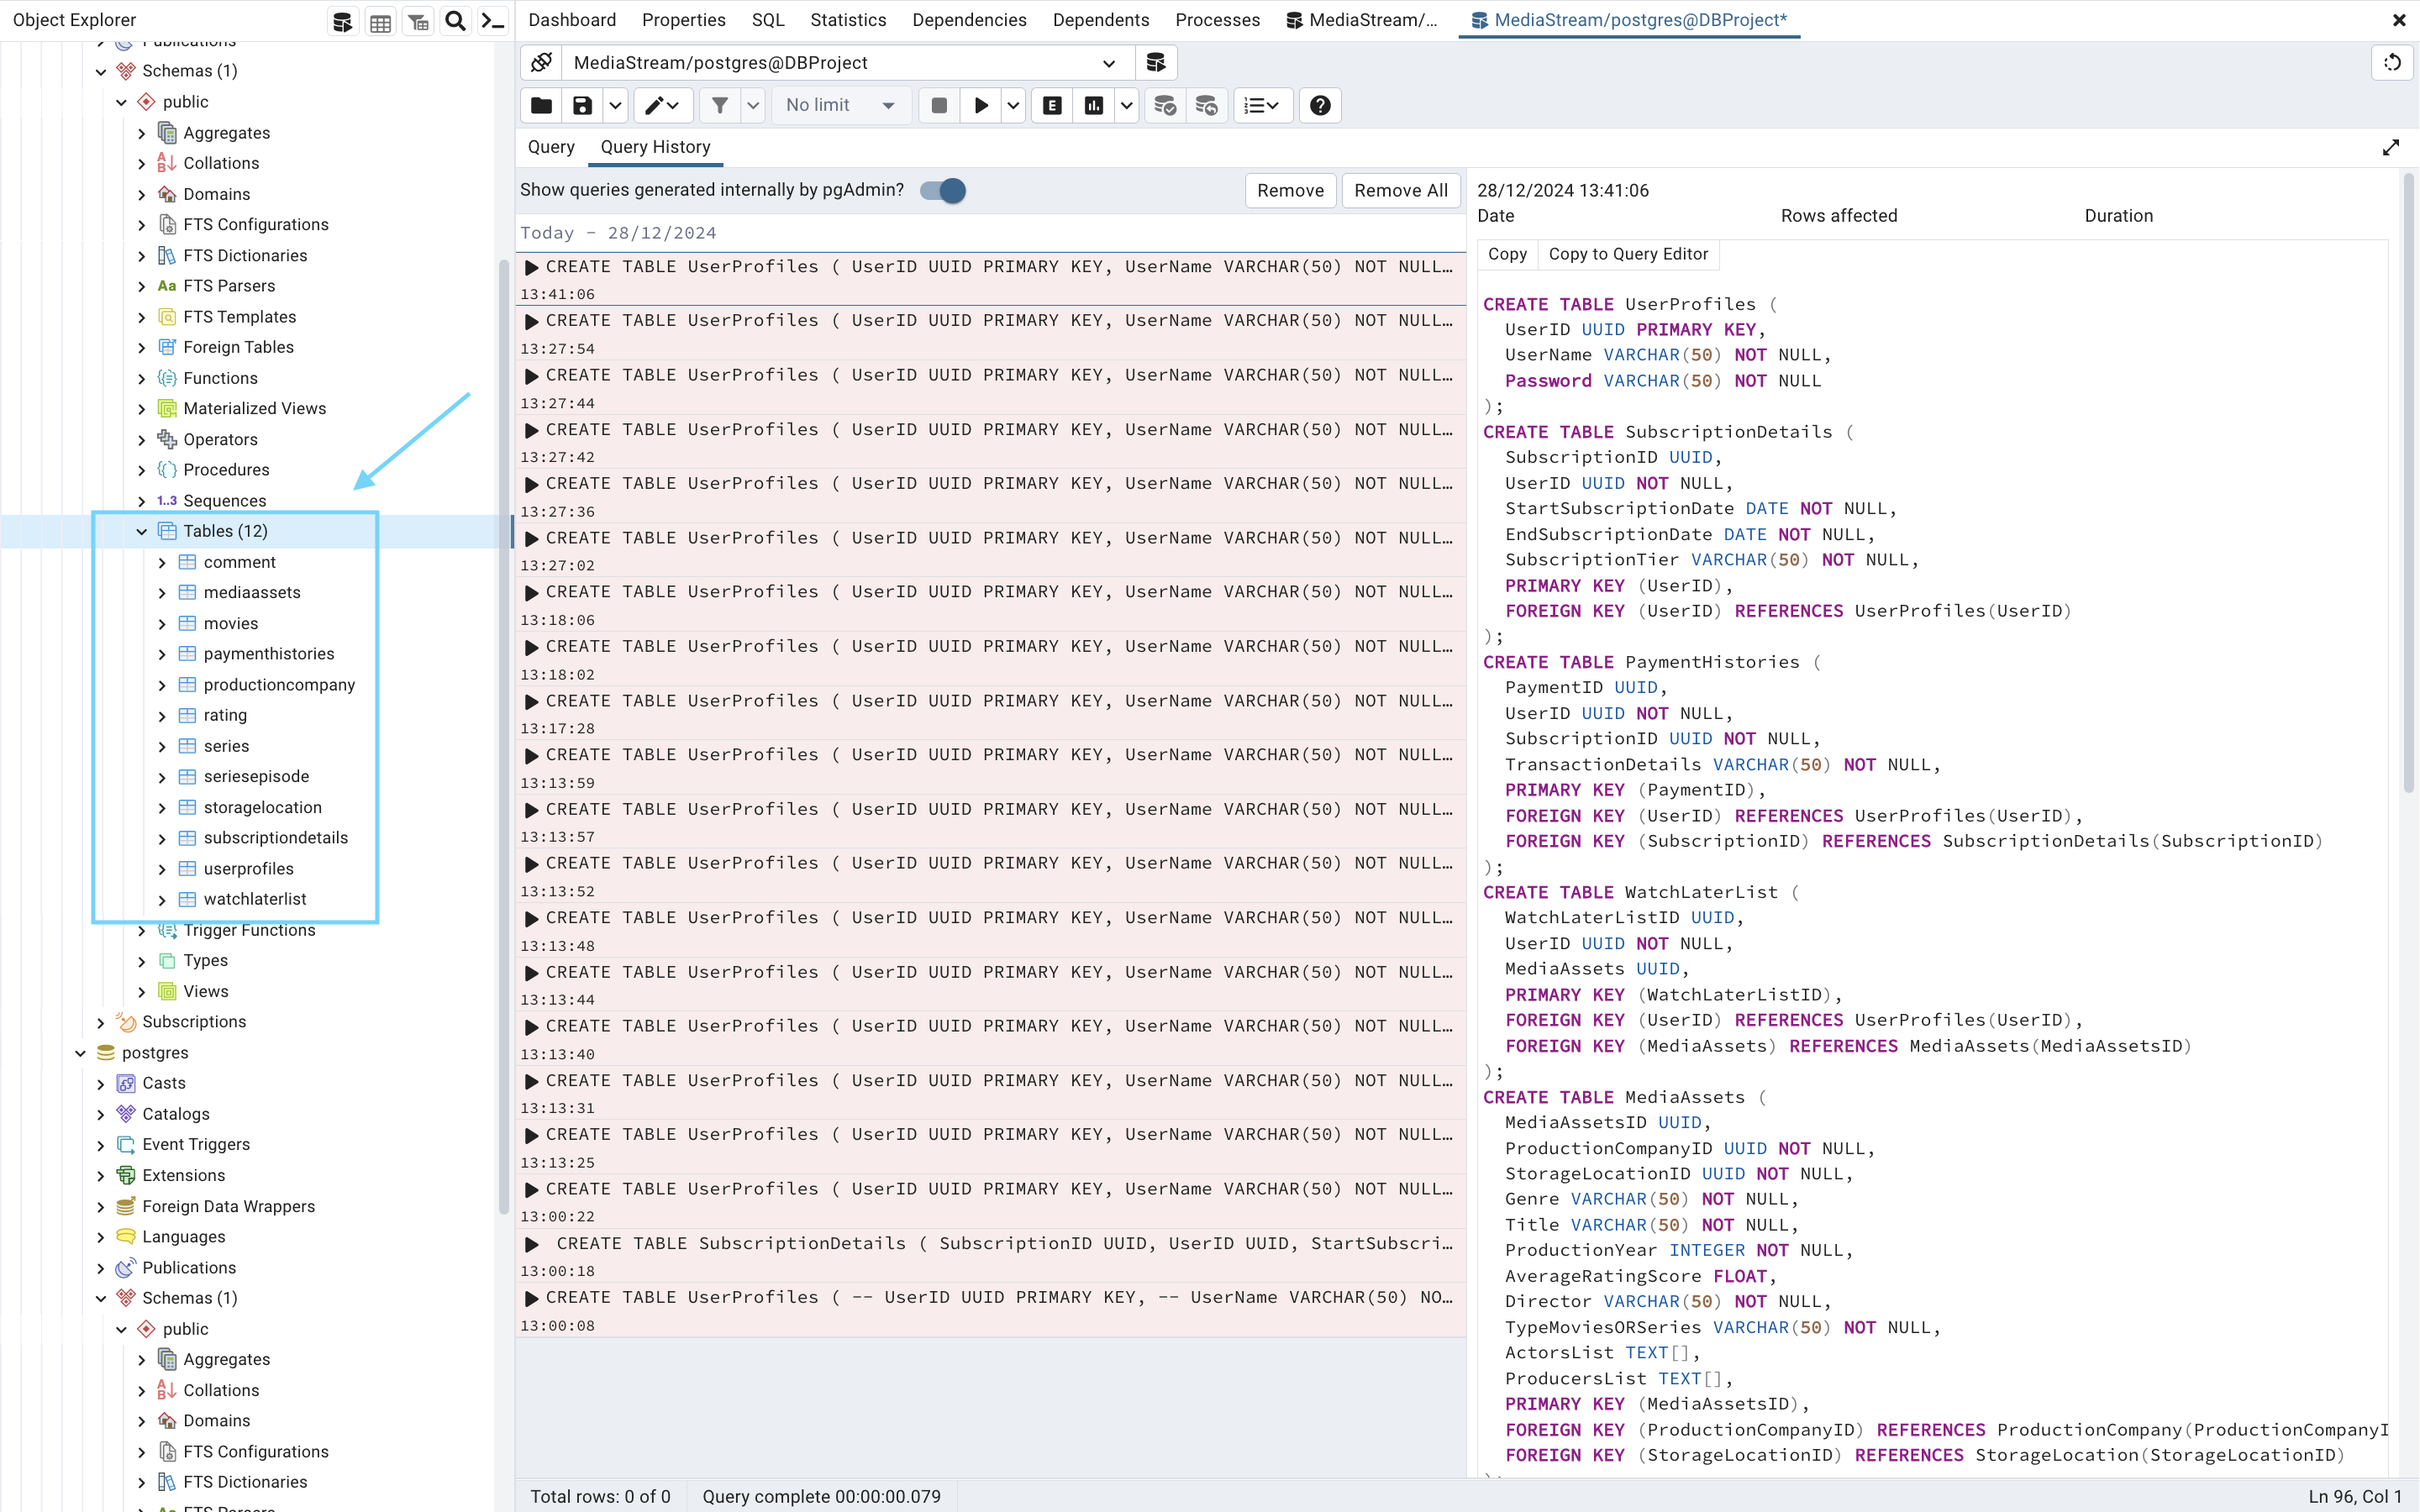 Object Explorer
Publications
Schemas (1)
public
Aggregates
Collations
Domains
FTS Configurations
FTS Dictionaries
Aa FTS Parsers
FTS Templates
Foreign Tables
Functions
Materialized Views
Operators
Procedures
1..3 Sequences
Tables (12)
comment
mediaassets
movies
paymenthistories
productioncompany
rating
series
seriesepisode
storagelocation
subscriptiondetails
userprofiles
watchlaterlist
Trigger Functions
Types
Views
Subscriptions
postgres
Casts
Catalogs
Event Triggers
Extensions
Foreign Data Wrappers
Languages
Publications
Schemas (1)
public
Aggregates
Collations
Domains
FTS Configurations
FTS Dictionaries
Aa FTS Parsers
Dashboard Properties SQL Statistics Dependencies Dependents Processes MediaStream/... MediaStream/postgres@DBProject*
MediaStream/postgres@DBProject
No limit E
Query Query History
Show queries generated internally by pgAdmin? Remove Remove All
Today - 28/12/2024
CREATE TABLE UserProfiles ( UserID UUID PRIMARY KEY, UserName VARCHAR(50) NOT NULL…
13:41:06
CREATE TABLE UserProfiles ( UserID UUID PRIMARY KEY, UserName VARCHAR(50) NOT NULL…
13:27:54
CREATE TABLE UserProfiles ( UserID UUID PRIMARY KEY, UserName VARCHAR(50) NOT NULL…
13:27:44
CREATE TABLE UserProfiles ( UserID UUID PRIMARY KEY, UserName VARCHAR(50) NOT NULL…
13:27:42
CREATE TABLE UserProfiles ( UserID UUID PRIMARY KEY, UserName VARCHAR(50) NOT NULL…
13:27:36
CREATE TABLE UserProfiles ( UserID UUID PRIMARY KEY, UserName VARCHAR(50) NOT NULL…
13:27:02
CREATE TABLE UserProfiles ( UserID UUID PRIMARY KEY, UserName VARCHAR(50) NOT NULL…
13:18:06
CREATE TABLE UserProfiles ( UserID UUID PRIMARY KEY, UserName VARCHAR(50) NOT NULL…
13:18:02
CREATE TABLE UserProfiles ( UserID UUID PRIMARY KEY, UserName VARCHAR(50) NOT NULL…
13:17:28
CREATE TABLE UserProfiles ( UserID UUID PRIMARY KEY, UserName VARCHAR(50) NOT NULL…
13:13:59
CREATE TABLE UserProfiles ( UserID UUID PRIMARY KEY, UserName VARCHAR(50) NOT NULL…
13:13:57
CREATE TABLE UserProfiles ( UserID UUID PRIMARY KEY, UserName VARCHAR(50) NOT NULL…
13:13:52
CREATE TABLE UserProfiles ( UserID UUID PRIMARY KEY, UserName VARCHAR(50) NOT NULL…
13:13:48
CREATE TABLE UserProfiles ( UserID UUID PRIMARY KEY, UserName VARCHAR(50) NOT NULL…
13:13:44
CREATE TABLE UserProfiles ( UserID UUID PRIMARY KEY, UserName VARCHAR(50) NOT NULL…
13:13:40
CREATE TABLE UserProfiles ( UserID UUID PRIMARY KEY, UserName VARCHAR(50) NOT NULL…
13:13:31
CREATE TABLE UserProfiles ( UserID UUID PRIMARY KEY, UserName VARCHAR(50) NOT NULL…
13:13:25
CREATE TABLE UserProfiles ( UserID UUID PRIMARY KEY, UserName VARCHAR(50) NOT NULL…
13:00:22
CREATE TABLE SubscriptionDetails ( SubscriptionID UUID, UserID UUID, StartSubscri…
13:00:18
CREATE TABLE UserProfiles ( -- UserID UUID PRIMARY KEY, -- UserName VARCHAR(50) NO…
13:00:08
28/12/2024 13:41:06
Date Rows affected Duration
Copy Copy to Query Editor
CREATE TABLE UserProfiles (
UserID UUID PRIMARY KEY,
UserName VARCHAR(50) NOT NULL,
Password VARCHAR(50) NOT NULL
);
CREATE TABLE SubscriptionDetails (
SubscriptionID UUID,
UserID UUID NOT NULL,
StartSubscriptionDate DATE NOT NULL,
EndSubscriptionDate DATE NOT NULL,
SubscriptionTier VARCHAR(50) NOT NULL,
PRIMARY KEY (UserID),
FOREIGN KEY (UserID) REFERENCES UserProfiles(UserID)
);
CREATE TABLE PaymentHistories (
PaymentID UUID,
UserID UUID NOT NULL,
SubscriptionID UUID NOT NULL,
TransactionDetails VARCHAR(50) NOT NULL,
PRIMARY KEY (PaymentID),
FOREIGN KEY (UserID) REFERENCES UserProfiles(UserID),
FOREIGN KEY (SubscriptionID) REFERENCES SubscriptionDetails(SubscriptionID)
);
CREATE TABLE WatchLaterList (
WatchLaterListID UUID,
UserID UUID NOT NULL,
MediaAssets UUID,
PRIMARY KEY (WatchLaterListID),
FOREIGN KEY (UserID) REFERENCES UserProfiles(UserID),
FOREIGN KEY (MediaAssets) REFERENCES MediaAssets(MediaAssetsID)
);
CREATE TABLE MediaAssets (
MediaAssetsID UUID,
ProductionCompanyID UUID NOT NULL,
StorageLocationID UUID NOT NULL,
Genre VARCHAR(50) NOT NULL,
Title VARCHAR(50) NOT NULL,
ProductionYear INTEGER NOT NULL,
AverageRatingScore FLOAT,
Director VARCHAR(50) NOT NULL,
TypeMoviesORSeries VARCHAR(50) NOT NULL,
ActorsList TEXT[],
ProducersList TEXT[],
PRIMARY KEY (MediaAssetsID),
FOREIGN KEY (ProductionCompanyID) REFERENCES ProductionCompany(ProductionCompanyI
FOREIGN KEY (StorageLocationID) REFERENCES StorageLocation(StorageLocationID)
);
Total rows: 0 of 0 Query complete 00:00:00.079 Ln 96, Col 1